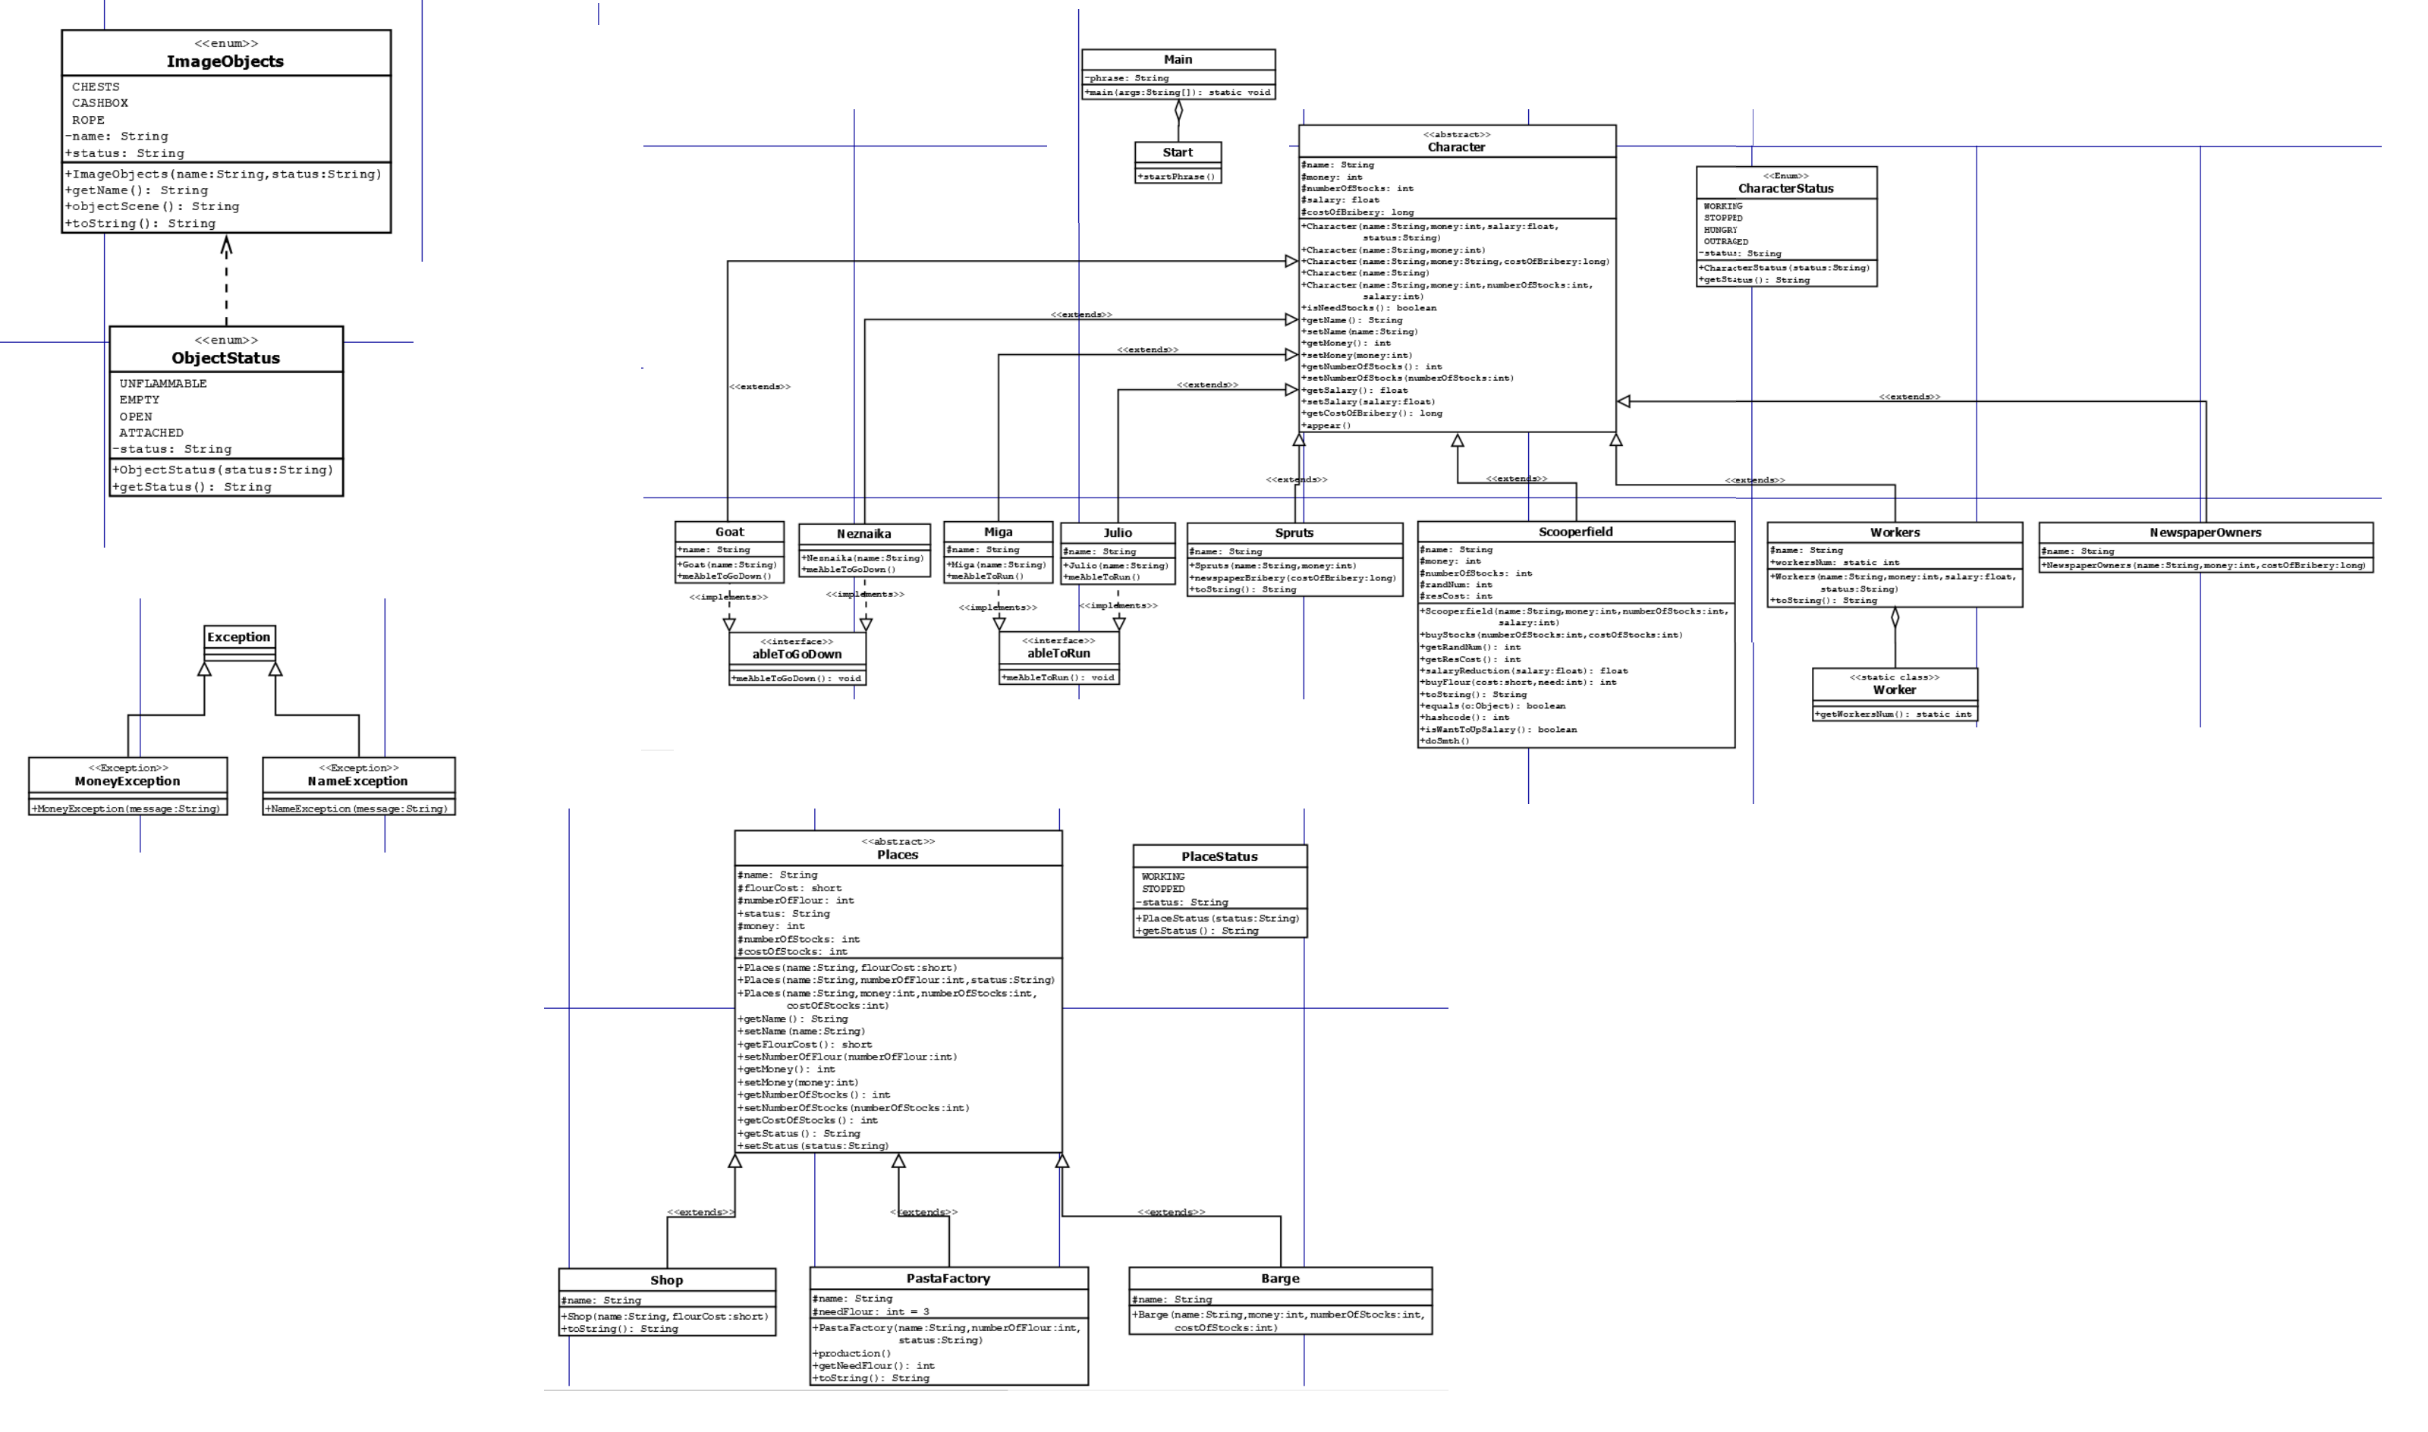 <<enum>>
ImageObjects
CHESTS
CASHBOX
ROPE
-name: String
+status: String
+ImageObjects(name:String,status:String)
+getName(): String
+objectScene(): String
+toString(): String
<<enum>>
ObjectStatus
UNFLAMMABLE
EMPTY
OPEN
ATTACHED
-status: String
+ObjectStatus(status:String)
+getStatus(): String
Exception
<<Exception>>
MoneyException
+MoneyException(message:String)
<<Exception>>
NameException
+NameException(message:String)
Main
-phrase: String
+main(args:String[]): static void
Start
+startPhrase()
<<abstract>>
Character
#name: String
#money: int
#numberOfStocks: int
#salary: float
#costOfBribery: long
+Character(name:String,money:int,salary:float,
status:String)
+Character(name:String,money:int)
+Character(name:String,money:String,costOfBribery:long)
+Character(name:String)
+Character(name:String,money:int,numberOfStocks:int,
salary:int)
+isNeedStocks(): boolean
+getName(): String
+setName(name:String)
+getMoney(): int
+setMoney(money:int)
+getNumberOfStocks(): int
+setNumberOfStocks(numberOfStocks:int)
+getSalary(): float
+setSalary(salary:float)
+getCostOfBribery(): long
+appear()
<<Enum>>
CharacterStatus
WORKING
STOPPED
HUNGRY
OUTRAGED
-status: String
+CharacterStatus(status:String)
+getStatus(): String
<<extends>>
<<extends>>
<<extends>>
<<extends>>
<<extends>>
<<extends>>
<<extends>>
<<extends>>
Goat
+name: String
+Goat(name:String)
+meAbleToGoDown()
Neznaika
+Nesnaika(name:String)
+meAbleToGoDown()
Miga
#name: String
+Miga(name:String)
+meAbleToRun()
Julio
#name: String
+Julio(name:String)
+meAbleToRun()
Spruts
#name: String
+Spruts(name:String,money:int)
+newspaperBribery(costOfBribery:long)
+toString(): String
Scooperfield
#name: String
#money: int
#numberOfStocks: int
#randNum: int
#resCost: int
+Scooperfield(name:String,money:int,numberOfStocks:int,
salary:int)
+buyStocks(numberOfStocks:int,costOfStocks:int)
+getRandNum(): int
+getResCost(): int
+salaryReduction(salary:float): float
+buyFlour(cost:short,need:int): int
+toString(): String
+equals(o:Object): boolean
+hashcode(): int
+isWantToUpSalary(): boolean
+doSmth()
Workers
#name: String
+workersNum: static int
+Workers(name:String,money:int,salary:float,
status:String)
+toString(): String
NewspaperOwners
#name: String
+NewspaperOwners(name:String,money:int,costOfBribery:long)
<<implements>>
<<implements>>
<<implements>>
<<implements>>
<<interface>>
ableToGoDown
+meAbleToGoDown(): void
<<interface>>
ableToRun
+meAbleToRun(): void
<<static class>>
Worker
+getWorkersNum(): static int
<<abstract>>
Places
#name: String
#flourCost: short
#numberOfFlour: int
+status: String
#money: int
#numberOfStocks: int
#costOfStocks: int
+Places(name:String,flourCost:short)
+Places(name:String,numberOfFlour:int,status:String)
+Places(name:String,money:int,numberOfStocks:int,
costOfStocks:int)
+getName(): String
+setName(name:String)
+getFlourCost(): short
+setNumberOfFlour(numberOfFlour:int)
+getMoney(): int
+setMoney(money:int)
+getNumberOfStocks(): int
+setNumberOfStocks(numberOfStocks:int)
+getCostOfStocks(): int
+getStatus(): String
+setStatus(status:String)
PlaceStatus
WORKING
STOPPED
-status: String
+PlaceStatus(status:String)
+getStatus(): String
<<extends>>
<<extends>>
<<extends>>
Shop
#name: String
+Shop(name:String,flourCost:short)
+toString(): String
PastaFactory
#name: String
#needFlour: int = 3
+PastaFactory(name:String,numberOfFlour:int,
status:String)
+production()
+getNeedFlour(): int
+toString(): String
Barge
#name: String
+Barge(name:String,money:int,numberOfStocks:int,
costOfStocks:int)